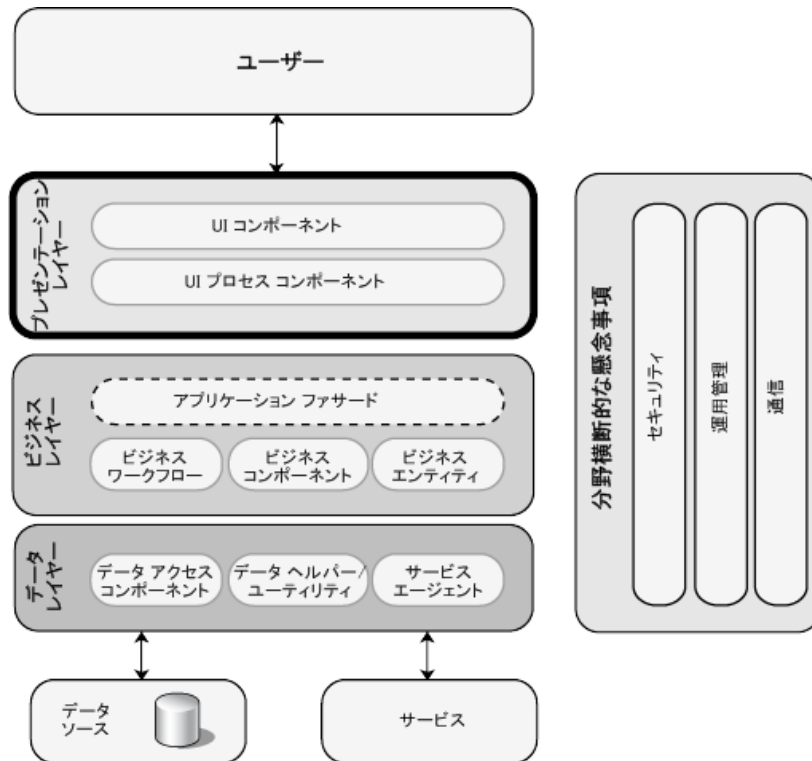 ユーザー
プレゼンテーション
レイヤー
UI コンポーネント
UI プロセス コンポーネント
ビジネス
レイヤー
アプリケーション ファサード
ビジネス
ワークフロー
ビジネス
コンポーネント
ビジネス
エンティティ
データ
レイヤー
データ アクセス
コンポーネント
データ ヘルパー/
ユーティリティ
サービス
エージェント
データ
ソース
サービス
分野横断的な懸念事項
セキュリティ
運用管理
通信